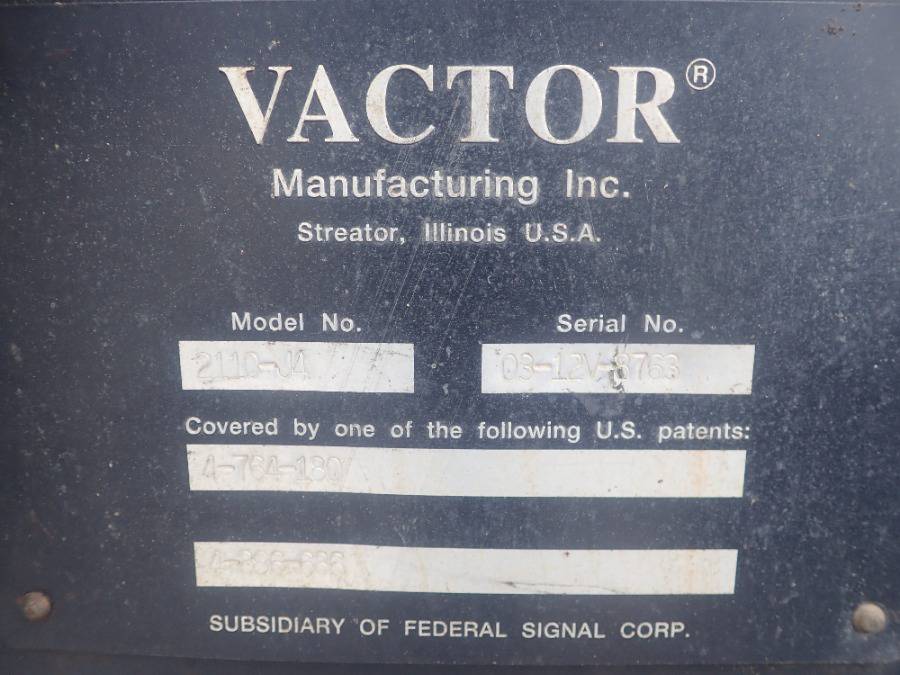 VACTOR®
Manufacturing Inc.
Streator, Illinois U.S.A.
Model No. Serial No.
2110-J4 03-12V-8763
Covered by one of the following U.S. patents:
4-764-180
SUBSIDIARY OF FEDERAL SIGNAL CORP.